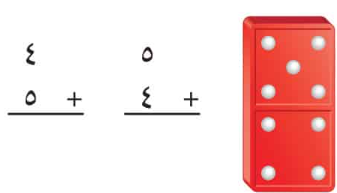 ٥ ٤
+ ٤ + ٥